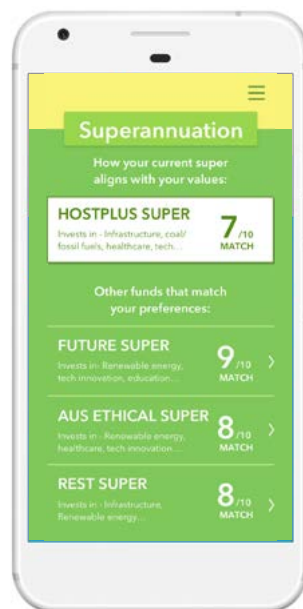 Superannuation
How your current super
aligns with your values:
HOSTPLUS SUPER
Invests in - Infrastructure, coal/
fossil fuels, healthcare, tech...
7/10
MATCH
Other funds that match
your preferences:
FUTURE SUPER
Invests in- Renewable energy,
tech innovation, education...
9/10
MATCH
AUS ETHICAL SUPER
Invests in - Renewable energy,
healthcare, tech innovation...
8/10
MATCH
REST SUPER
Invests in - Infrastructure,
Renewable energy...
8/10
MATCH